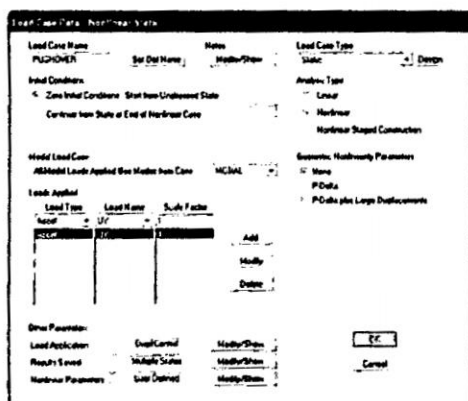 Load Case Data - Nonlinear Static
Load Case Name
Notes
Load Case Type
PUSHOVER
Set Def Name
Modify/Show
Static
Design
Initial Conditions
Analysis Type
Zero Initial Conditions - Start from Unstressed State
Linear
Continue from State at End of Nonlinear Case
Nonlinear
Nonlinear Staged Construction
Modal Load Case
Geometric Nonlinearity Parameters
All Modal Loads Applied Use Modes from Case
MODAL
None
P-Delta
P-Delta plus Large Displacements
Loads Applied
Load Type
Load Name
Scale Factor
Accel
UY
Accel
Add
Modify
Delete
Other Parameters
Load Application
Displ Control
Modify/Show
OK
Results Saved
Multiple States
Modify/Show
Cancel
Nonlinear Parameters
User Defined
Modify/Show